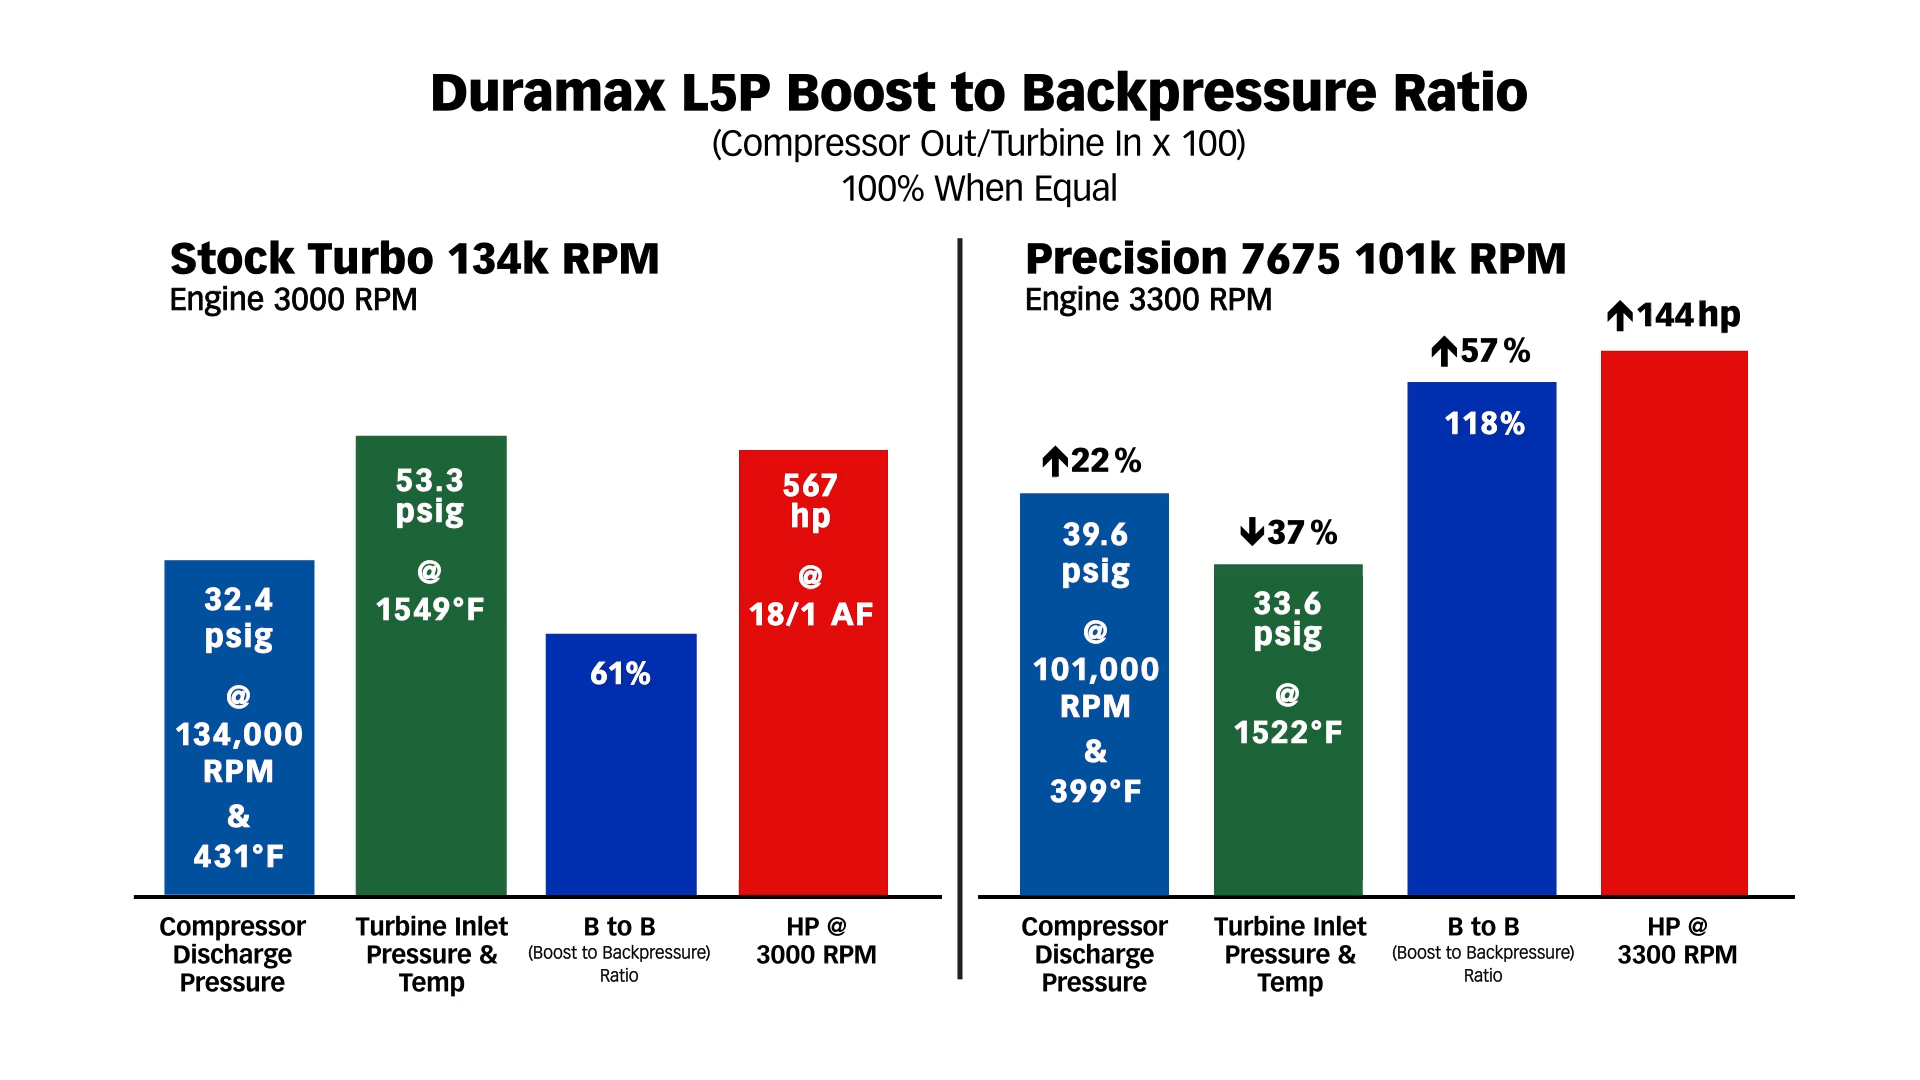 Duramax L5P Boost to Backpressure Ratio
(Compressor Out/Turbine In x 100)
100% When Equal
Stock Turbo 134k RPM
Engine 3000 RPM
32.4
psig
@
134,000
RPM
&
431°F
53.3
psig
@
1549°F
61%
567
hp
@
18/1 AF
Compressor
Discharge
Pressure
Turbine Inlet
Pressure &
Temp
B to B
(Boost to Backpressure)
Ratio
HP @
3000 RPM
Precision 7675 101k RPM
Engine 3300 RPM
↑22%
39.6
psig
@
101,000
RPM
&
399°F
↓37%
33.6
psig
@
1522°F
↑57%
118%
↑144hp
Compressor
Discharge
Pressure
Turbine Inlet
Pressure &
Temp
B to B
(Boost to Backpressure)
Ratio
HP @
3300 RPM